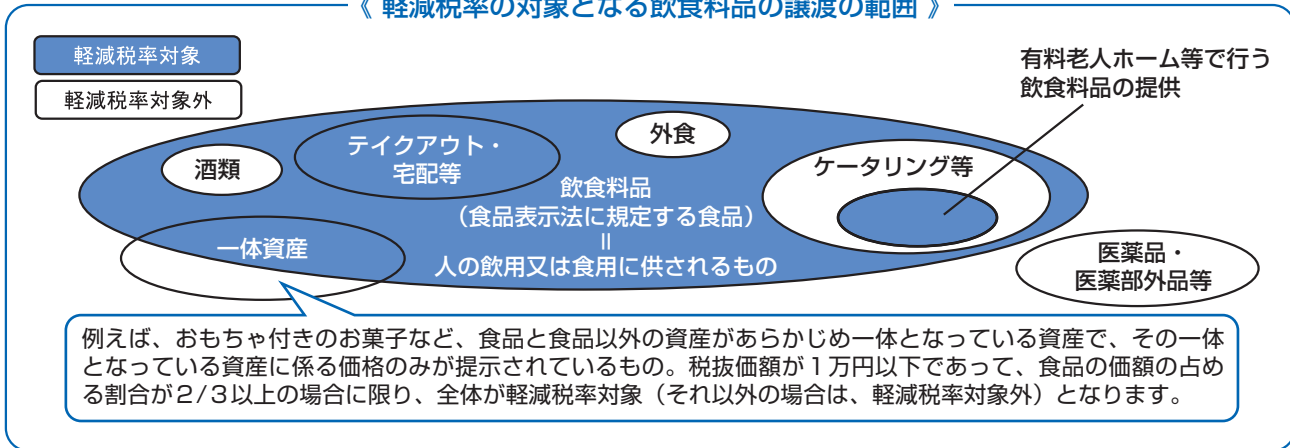 《 軽減税率の対象となる飲食料品の譲渡の範囲 》
軽減税率対象
軽減税率対象外
有料老人ホーム等で行う
飲食料品の提供
酒類
テイクアウト・
宅配等
外食
ケータリング等
飲食料品
（食品表示法に規定する食品）
＝
人の飲用又は食用に供されるもの
一体資産
医薬品・
医薬部外品等
例えば、おもちゃ付きのお菓子など、食品と食品以外の資産があらかじめ一体となっている資産で、その一体
となっている資産に係る価格のみが提示されているもの。税抜価額が１万円以下であって、食品の価額の占め
る割合が２/３以上の場合に限り、全体が軽減税率対象（それ以外の場合は、軽減税率対象外）となります。